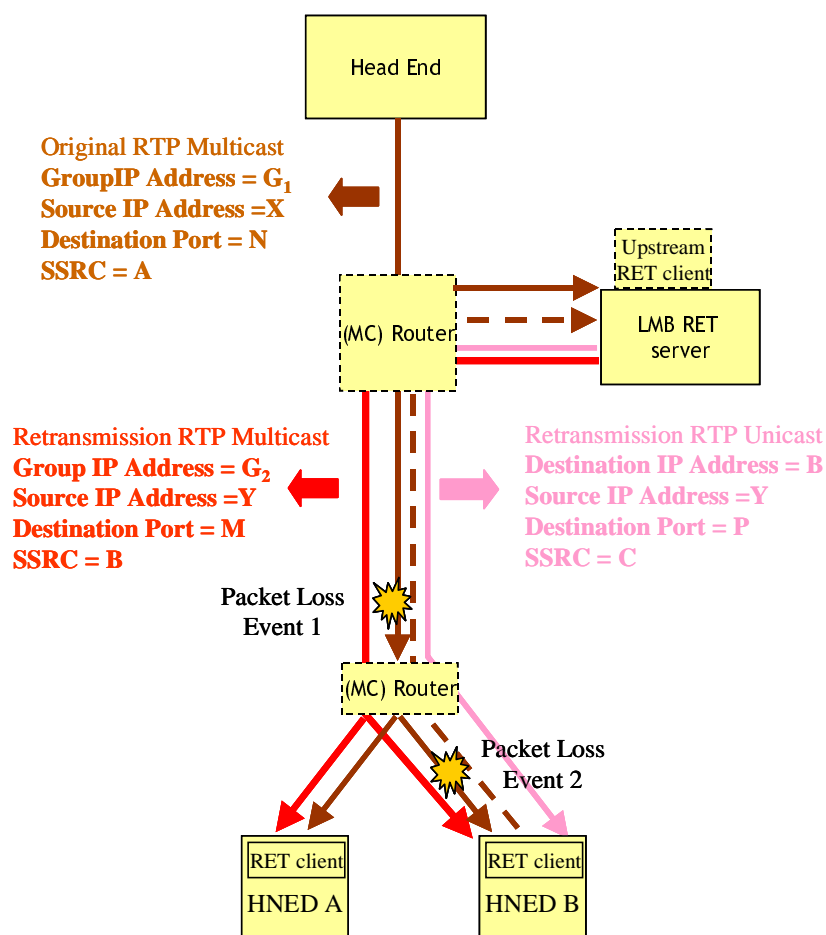 Head End
Original RTP Multicast
GroupIP Address = G1
Source IP Address =X
Destination Port = N
SSRC = A
Upstream
RET client
(MC) Router
LMB RET
server
Retransmission RTP Multicast
Group IP Address = G2
Source IP Address =Y
Destination Port = M
SSRC = B
Retransmission RTP Unicast
Destination IP Address = B
Source IP Address =Y
Destination Port = P
SSRC = C
Packet Loss
Event 1
(MC) Router
Packet Loss
Event 2
RET client
HNED A
RET client
HNED B